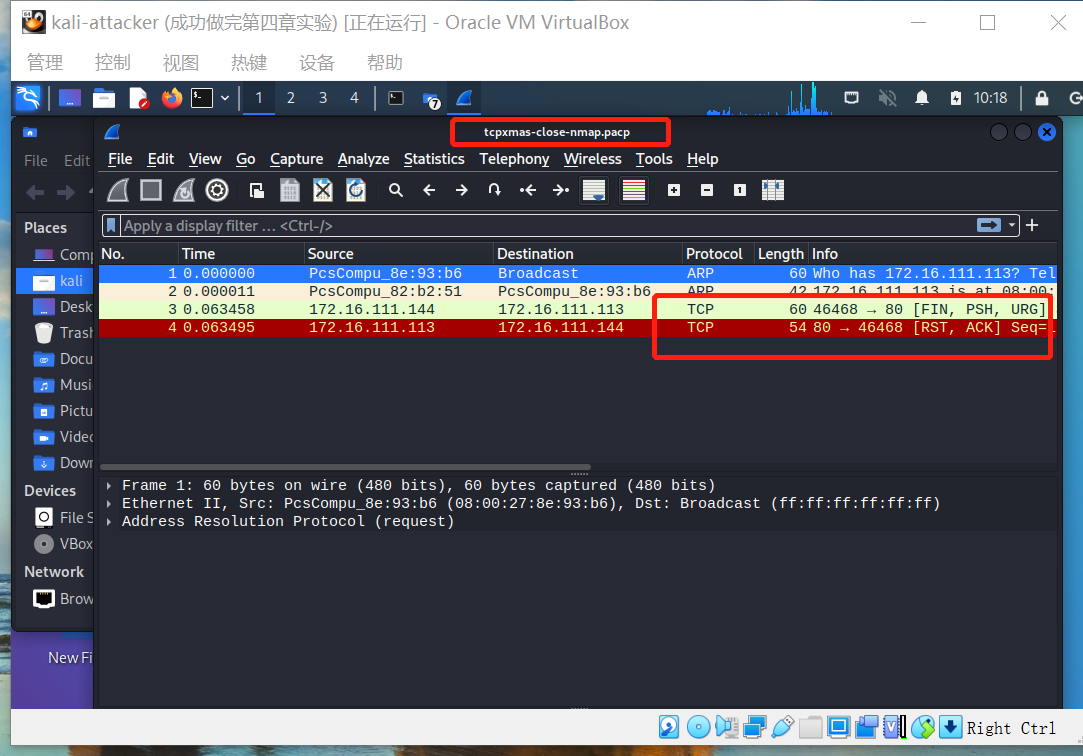 kali-attacker (成功做完第四章实验) [正在运行] - Oracle VM VirtualBox
管理 控制 视图 热键 设备 帮助
1 2 3 4 7 10:18
tcpxmas-close-nmap.pacp
File Edit
File Edit View Go Capture Analyze Statistics Telephony Wireless Tools Help
Apply a display filter … <Ctrl-/>
No. Time Source Destination Protocol Length Info
1 0.000000 PcsCompu_8e:93:b6 Broadcast ARP 60 Who has 172.16.111.113? Tel
2 0.000011 PcsCompu_82:b2:51 PcsCompu_8e:93:b6 ARP 42 172.16.111.113 is at 08:00:
3 0.063458 172.16.111.144 172.16.111.113 TCP 60 46468 → 80 [FIN, PSH, URG]
4 0.063495 172.16.111.113 172.16.111.144 TCP 54 80 → 46468 [RST, ACK] Seq=1
Places
Comp
kali
Desk
Trash
Docu
Musi
Pictu
Video
Down
Devices
File S
VBox
Network
Brow
New Fi
Frame 1: 60 bytes on wire (480 bits), 60 bytes captured (480 bits)
Ethernet II, Src: PcsCompu_8e:93:b6 (08:00:27:8e:93:b6), Dst: Broadcast (ff:ff:ff:ff:ff:ff)
Address Resolution Protocol (request)
Right Ctrl